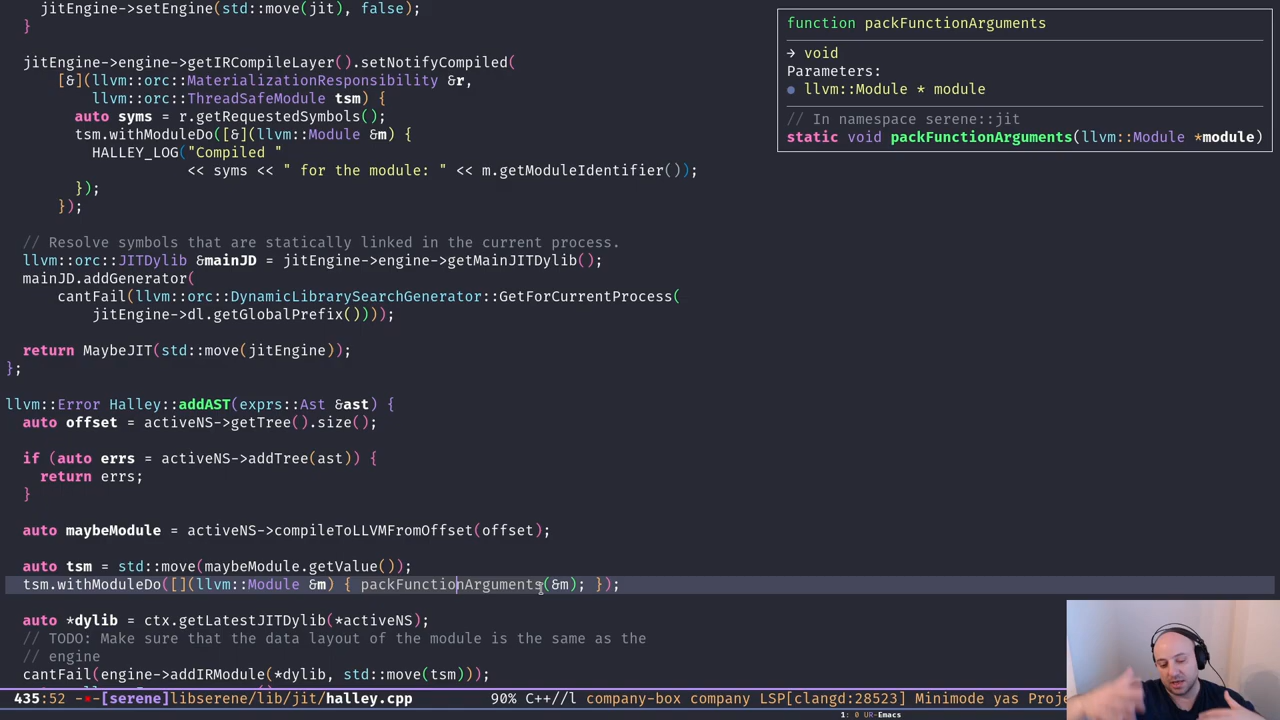 jitEngine->setEngine(std::move(jit), false);
}
jitEngine->engine->getIRCompileLayer().setNotifyCompiled(
[&](llvm::orc::MaterializationResponsibility &r,
llvm::orc::ThreadSafeModule tsm) {
auto syms = r.getRequestedSymbols();
tsm.withModuleDo([&](llvm::Module &m) {
HALLEY_LOG("Compiled "
<< syms << " for the module: " << m.getModuleIdentifier());
});
});
// Resolve symbols that are statically linked in the current process.
llvm::orc::JITDylib &mainJD = jitEngine->engine->getMainJITDylib();
mainJD.addGenerator(
cantFail(llvm::orc::DynamicLibrarySearchGenerator::GetForCurrentProcess(
jitEngine->dl.getGlobalPrefix())));
return MaybeJIT(std::move(jitEngine));
};
llvm::Error Halley::addAST(exprs::Ast &ast) {
auto offset = activeNS->getTree().size();
if (auto errs = activeNS->addTree(ast)) {
return errs;
}
auto maybeModule = activeNS->compileToLLVMFromOffset(offset);
auto tsm = std::move(maybeModule.getValue());
tsm.withModuleDo([](llvm::Module &m) { packFunctionArguments(&m); });
auto *dylib = ctx.getLatestJITDylib(*activeNS);
// TODO: Make sure that the data layout of the module is the same as the
// engine
cantFail(engine->addIRModule(*dylib, std::move(tsm)));
function packFunctionArguments
→ void
Parameters:
● llvm::Module * module
// In namespace serene::jit
static void packFunctionArguments(llvm::Module *module)
435:52 --- [serene]libserene/lib/jit/halley.cpp 90% C++//l company-box company LSP[clangd:28523] Minimode yas Proje
1: 0 UR-Emacs